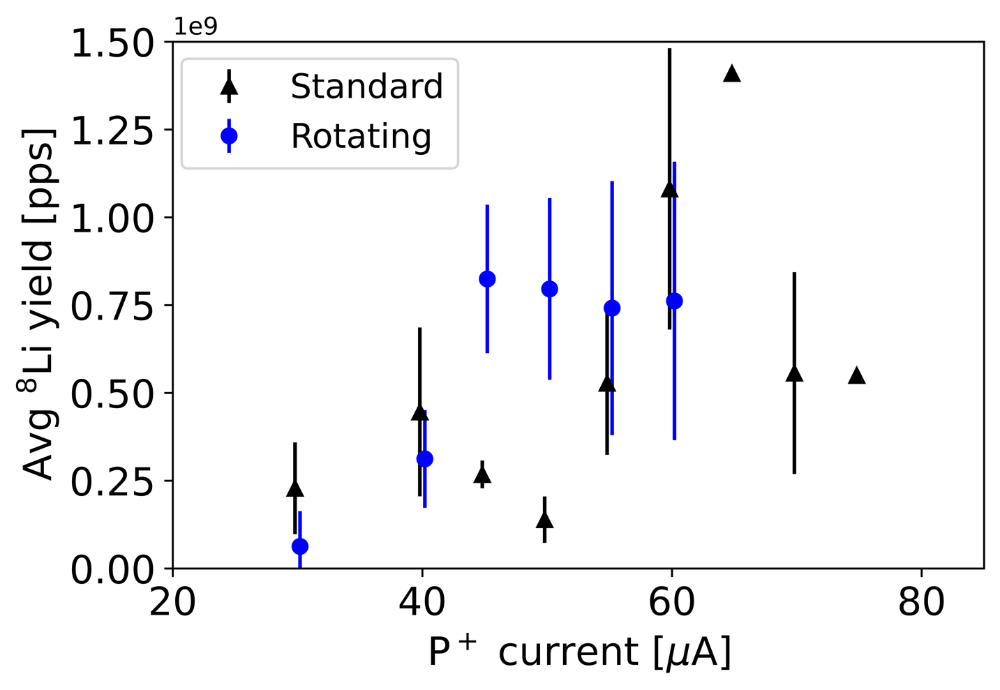 1e9
1.50
1.25
1.00
0.75
0.50
0.25
0.00
Avg ⁸Li yield [pps]
Standard
Rotating
20 40 60 80
P⁺ current [μA]